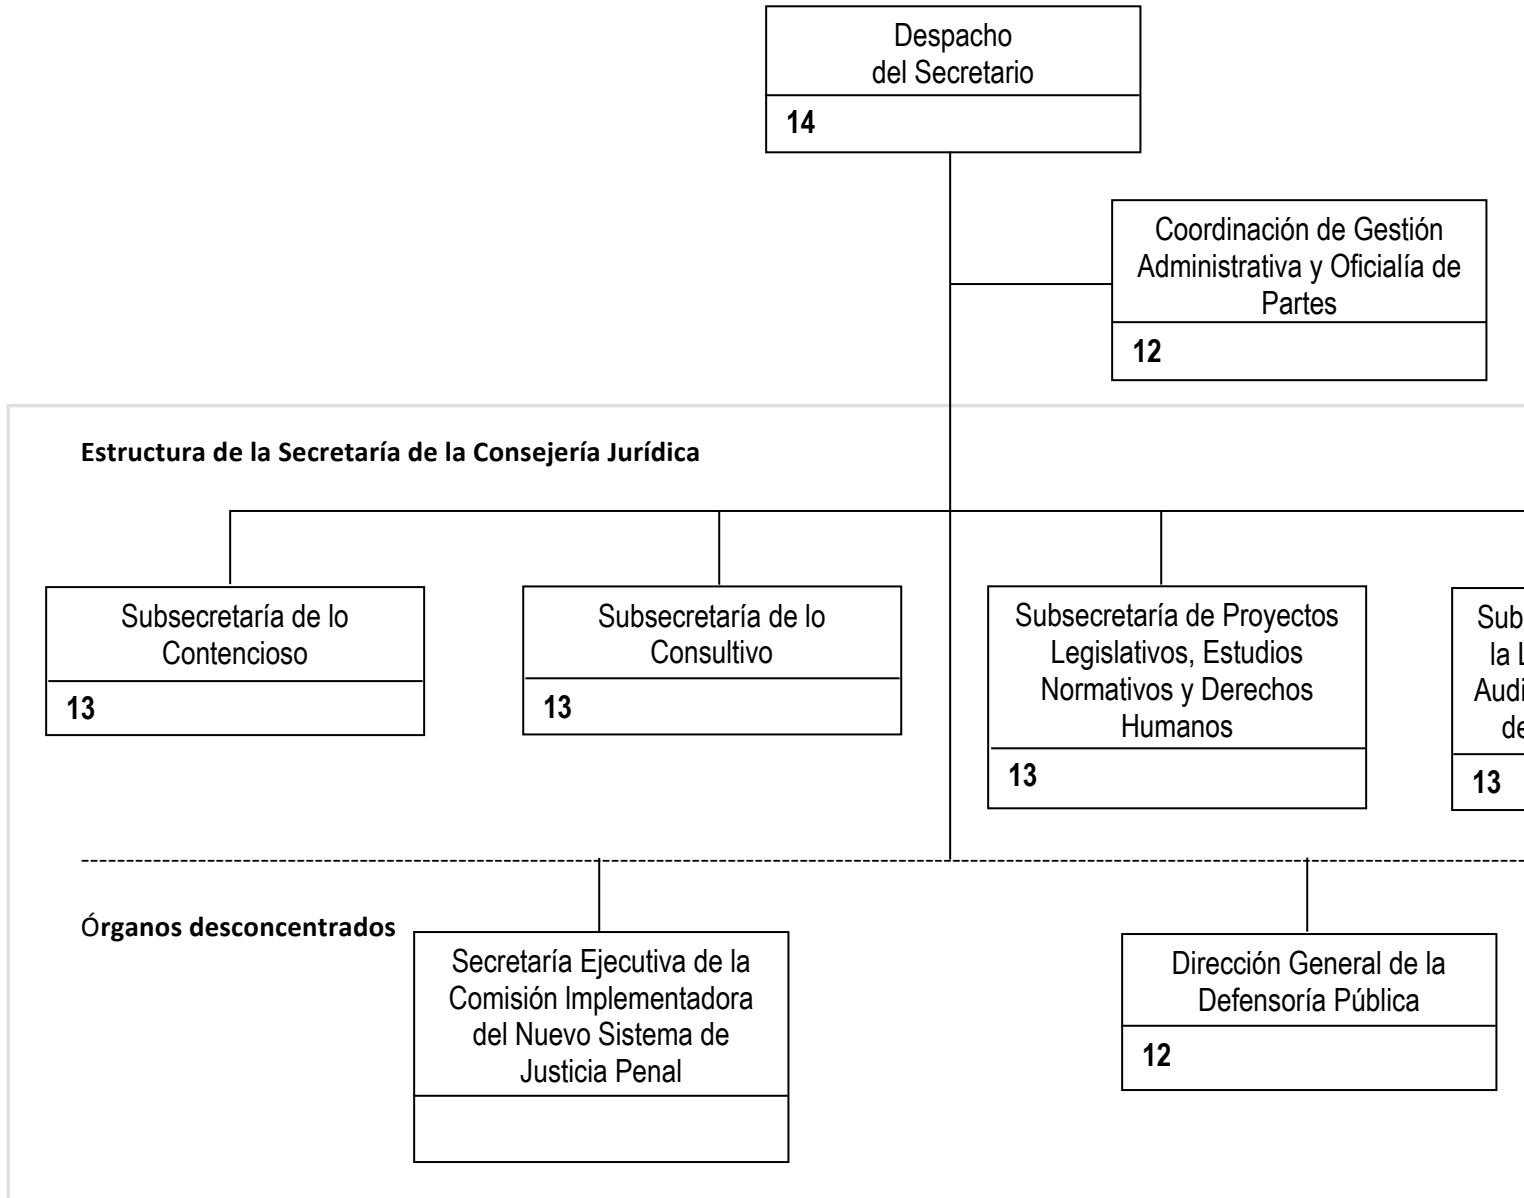 Despacho
del Secretario
14
Coordinación de Gestión
Administrativa y Oficialía de
Partes
12
Estructura de la Secretaría de la Consejería Jurídica
Subsecretaría de lo
Contencioso
13
Subsecretaría de lo
Consultivo
13
Subsecretaría de Proyectos
Legislativos, Estudios
Normativos y Derechos
Humanos
13
la
13
Órganos desconcentrados
Secretaría Ejecutiva de la
Comisión Implementadora
del Nuevo Sistema de
Justicia Penal
Dirección General de la
Defensoría Pública
12